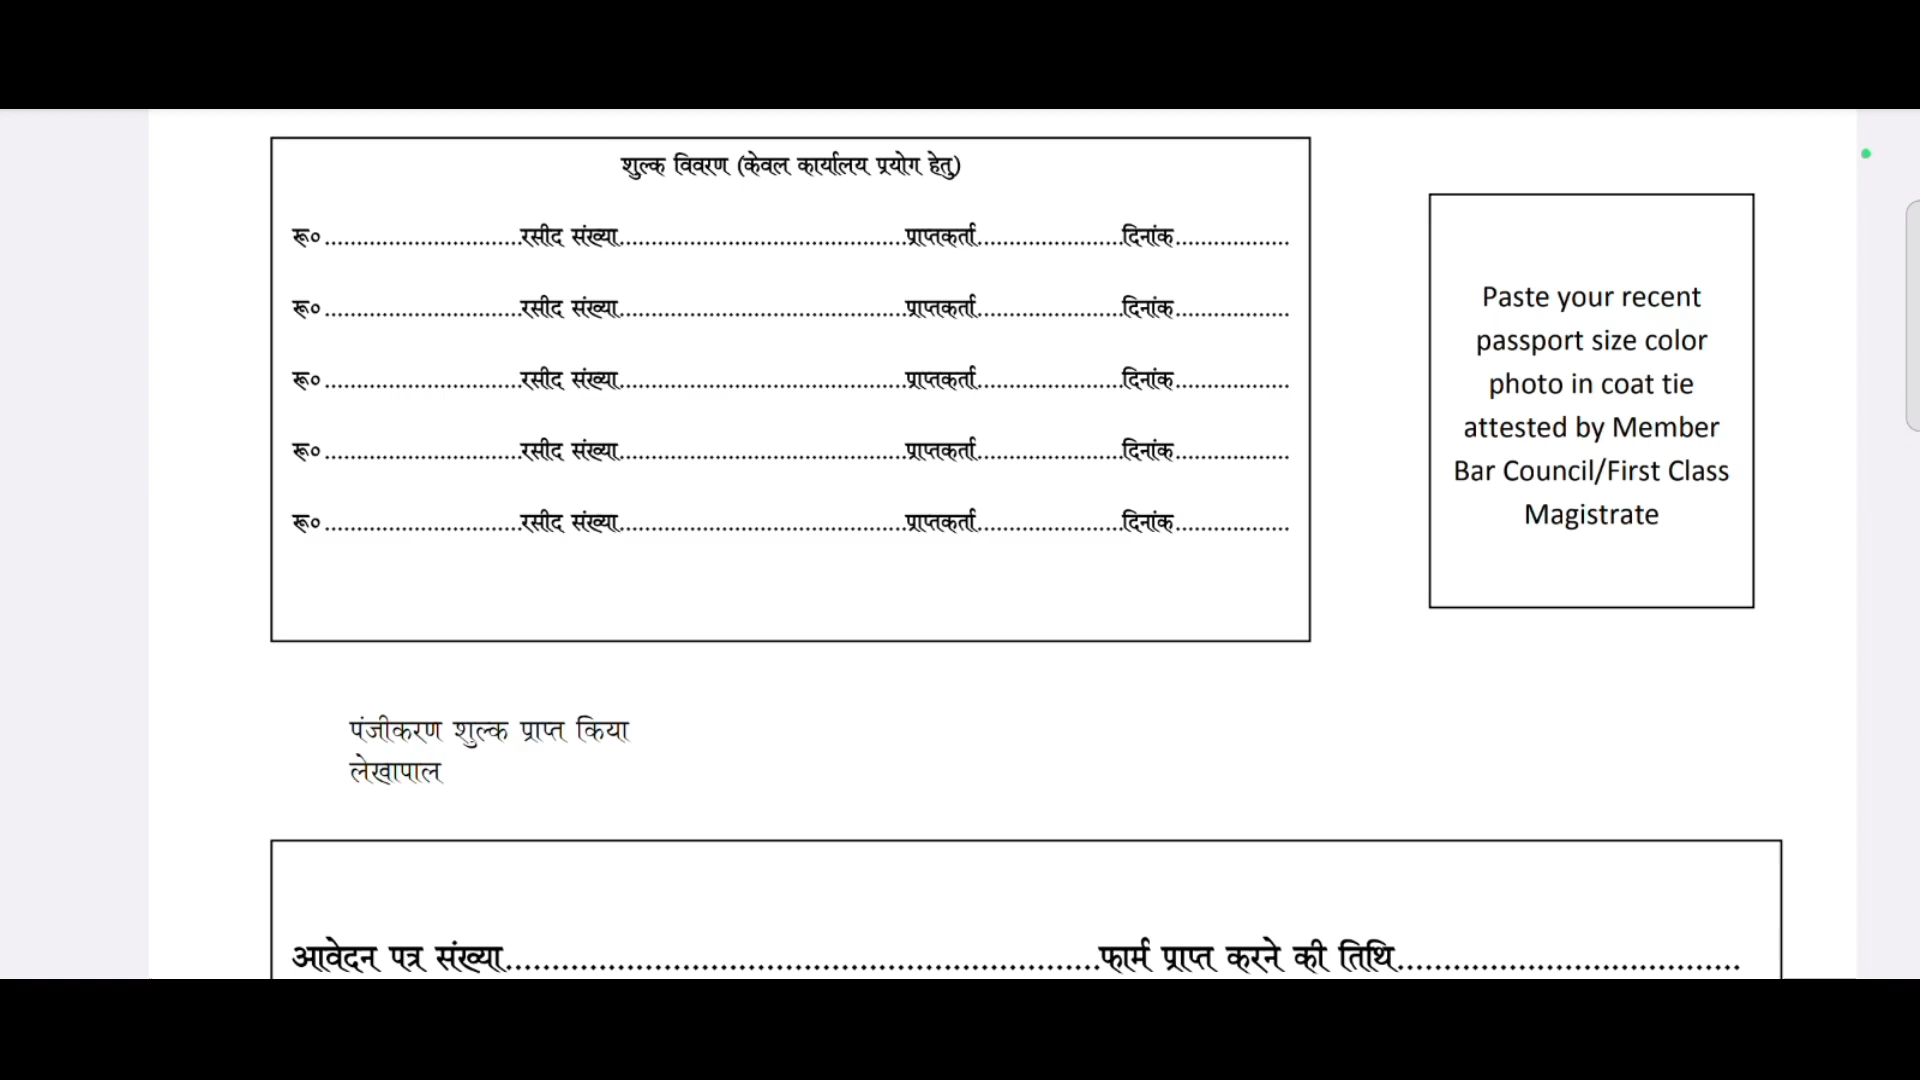 शुल्क विवरण (केवल कार्यालय प्रयोग हेतु)
रू०...............................रसीद संख्या.............................................प्राप्तकर्ता.......................दिनांक..................
रू०...............................रसीद संख्या.............................................प्राप्तकर्ता.......................दिनांक..................
रू०...............................रसीद संख्या.............................................प्राप्तकर्ता.......................दिनांक..................
रू०...............................रसीद संख्या.............................................प्राप्तकर्ता.......................दिनांक..................
रू०...............................रसीद संख्या.............................................प्राप्तकर्ता.......................दिनांक..................
Paste your recent
passport size color
photo in coat tie
attested by Member
Bar Council/First Class
Magistrate
पंजीकरण शुल्क प्राप्त किया
लेखापाल
आवेदन पत्र संख्या...........................................................................फार्म प्राप्त करने की तिथि...........................................